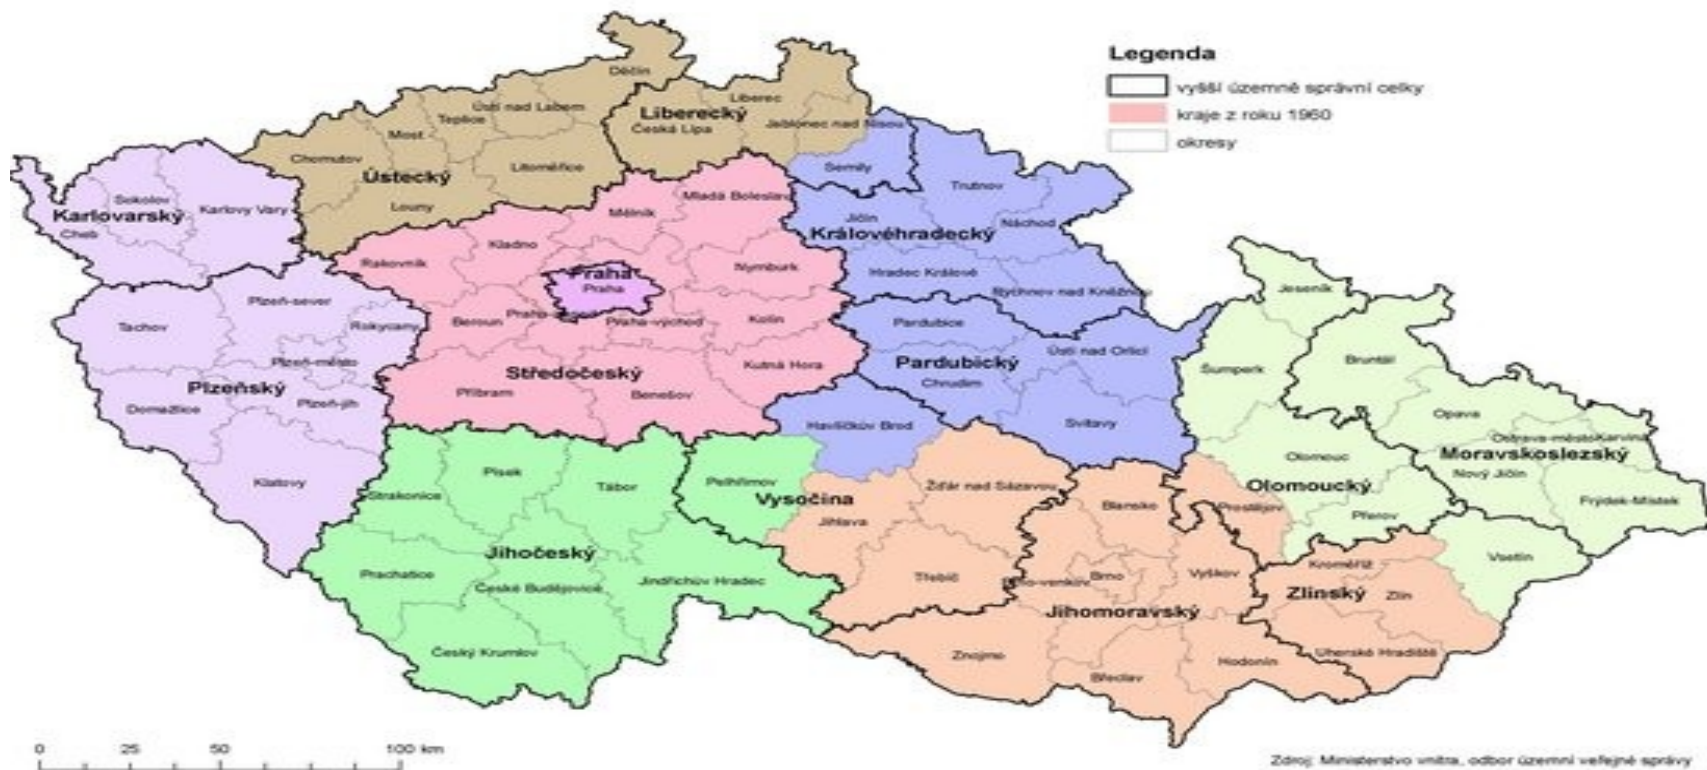 Legenda
vyšší územně správní celky
kraje z roku 1960
okresy
Děčín
Ústí nad Labem
Teplice
Most
Chomutov
Litoměřice
Ústecký
Louny
Liberec
Liberecký
Česká Lípa
Jablonec nad Nisou
Semily
Sokolov
Karlovarský
Karlovy Vary
Cheb
Mladá Boleslav
Mělník
Kladno
Rakovník
Nymburk
Praha
Praha
Beroun
Praha-východ
Kolín
Středočeský
Kutná Hora
Příbram
Benešov
Trutnov
Jičín
Náchod
Královéhradecký
Hradec Králové
Rychnov nad Kněžnou
Pardubice
Ústí nad Orlicí
Pardubický
Chrudim
Svitavy
Havlíčkův Brod
Plzeň-sever
Tachov
Rokycany
Plzeň-město
Plzeňský
Domažlice
Plzeň-jih
Klatovy
Písek
Strakonice
Tábor
Jihočeský
Prachatice
České Budějovice
Jindřichův Hradec
Český Krumlov
Pelhřimov
Vysočina
Žďár nad Sázavou
Jihlava
Třebíč
Blansko
Brno-venkov
Brno
Vyškov
Jihomoravský
Znojmo
Hodonín
Břeclav
Jeseník
Šumperk
Olomouc
Olomoucký
Prostějov
Přerov
Bruntál
Opava
Ostrava-město
Karviná
Moravskoslezský
Nový Jičín
Frýdek-Místek
Vsetín
Kroměříž
Zlínský
Zlín
Uherské Hradiště
0 25 50 100 km
Zdroj: Ministerstvo vnitra, odbor územní veřejné správy